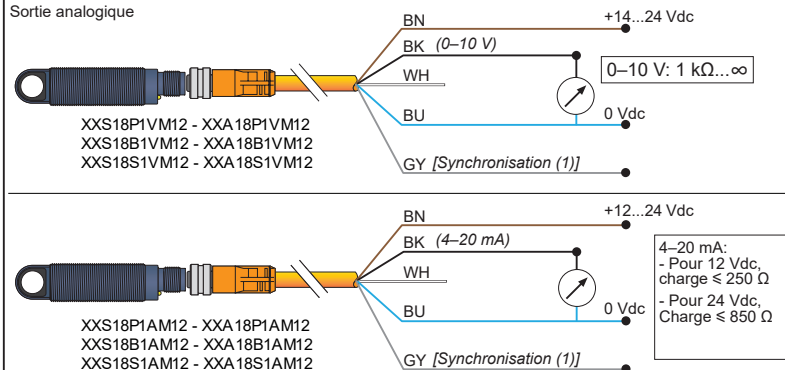 Sortie analogique
BN
+14...24 Vdc
BK (0–10 V)
WH
0–10 V: 1 kΩ...∞
BU
0 Vdc
XXS18P1VM12 - XXA18P1VM12
XXS18B1VM12 - XXA18B1VM12
XXS18S1VM12 - XXA18S1VM12
GY [Synchronisation (1)]
BN
+12...24 Vdc
BK (4–20 mA)
WH
4–20 mA:
- Pour 12 Vdc,
charge ⩽ 250 Ω
- Pour 24 Vdc,
Charge ⩽ 850 Ω
BU
0 Vdc
XXS18P1AM12 - XXA18P1AM12
XXS18B1AM12 - XXA18B1AM12
XXS18S1AM12 - XXA18S1AM12
GY [Synchronisation (1)]